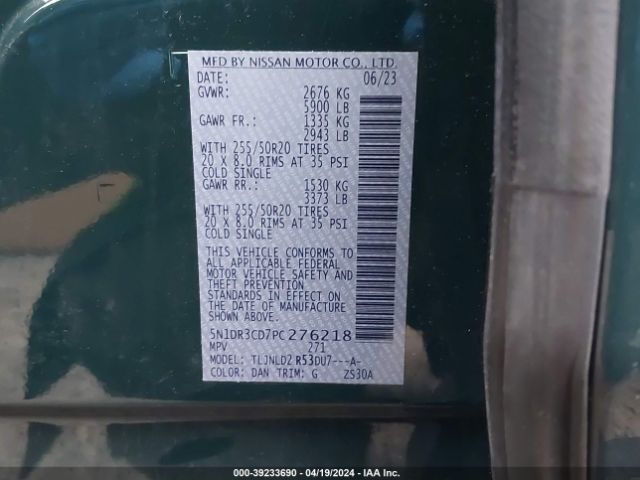 MFD BY NISSAN MOTOR CO., LTD.
DATE: 06/23
GVWR: 2676 KG
5900 LB
GAWR FR.: 1335 KG
2943 LB
WITH 255/50R20 TIRES
20 X 8.0 RIMS AT 35 PSI
COLD SINGLE
GAWR RR.: 1530 KG
3373 LB
WITH 255/50R20 TIRES
20 X 8.0 RIMS AT 35 PSI
COLD SINGLE
THIS VEHICLE CONFORMS TO
ALL APPLICABLE FEDERAL
MOTOR VEHICLE SAFETY AND
THEFT PREVENTION
STANDARDS IN EFFECT ON
THE DATE OF MANUFACTURE
SHOWN ABOVE.
5N1DR3CD7PC276218
MPV 271
MODEL: TLJNLDZ R53DU7---A-
COLOR: DAN TRIM: G ZS30A
000-39233690 - 04/19/2024 - IAA Inc.